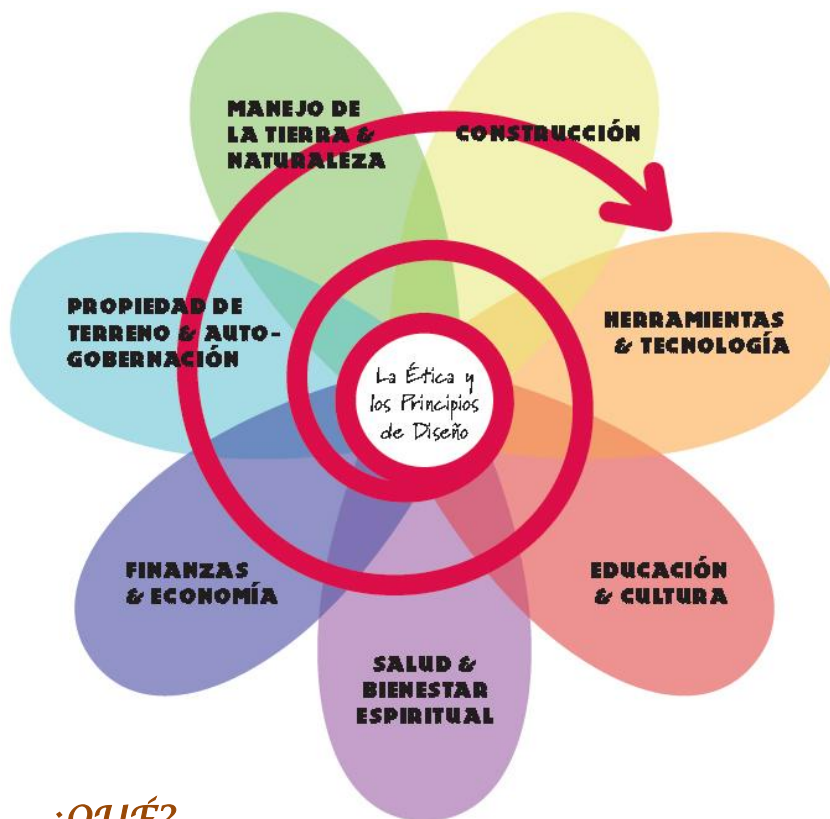 MANEJO DE
LA TIERRA &
NATURALEZA
CONSTRUCCIÓN
PROPIEDAD DE
TERRENO & AUTO-
GOBERNACIÓN
HERRAMIENTAS
& TECNOLOGÍA
La Ética y
los Principios
de Diseño
FINANZAS
& ECONOMÍA
EDUCACIÓN
& CULTURA
SALUD &
BIENESTAR
ESPIRITUAL
¿QUÉ?